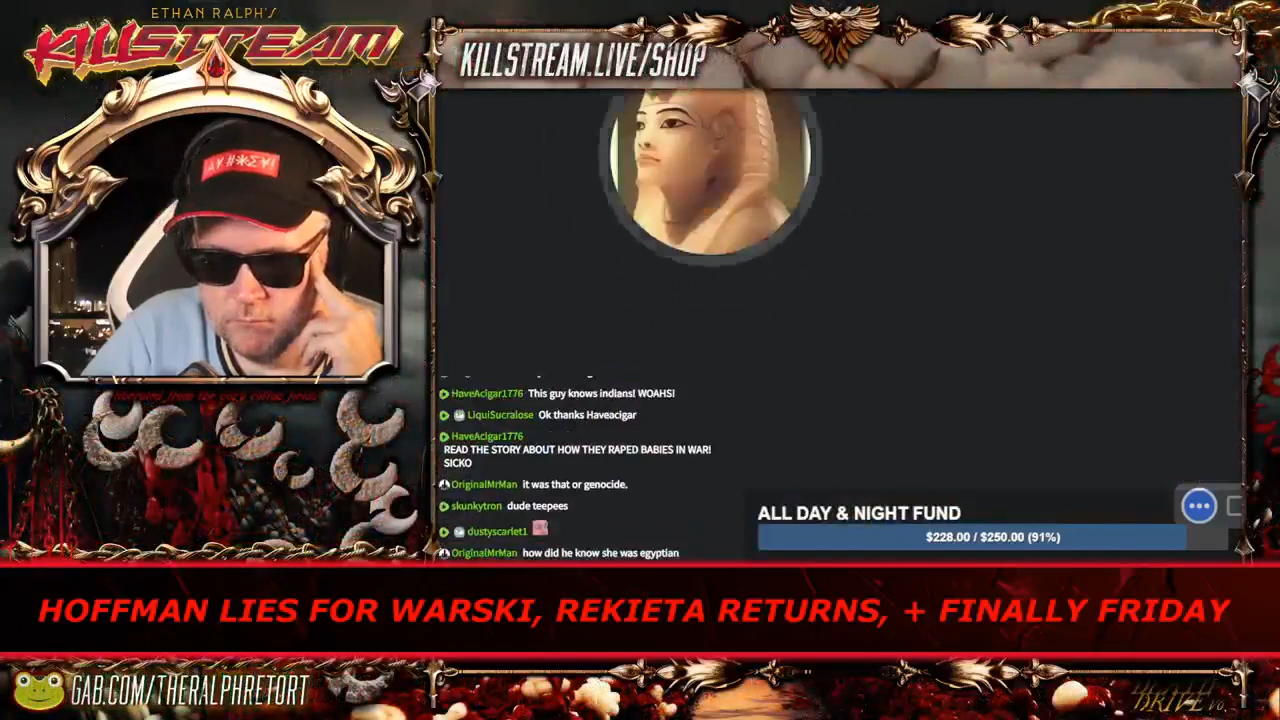 ETHAN RALPH'S
KILLSTREAM
KILLSTREAM.LIVE/SHOP
HaveAcigar1776 This guy knows indians! WOAHS!
LiquiSucralose Ok thanks Haveacigar
HaveAcigar1776
READ THE STORY ABOUT HOW THEY RAPED BABIES IN WAR!
SICKO
OriginalMrMan it was that or genocide.
skunkytron dude teepees
dustyscarlet1
OriginalMrMan how did he know she was egyptian
ALL DAY & NIGHT FUND
$228.00 / $250.00 (91%)
HOFFMAN LIES FOR WARSKI, REKIETA RETURNS, + FINALLY FRIDAY
GAB.COM/THERALPHRETORT